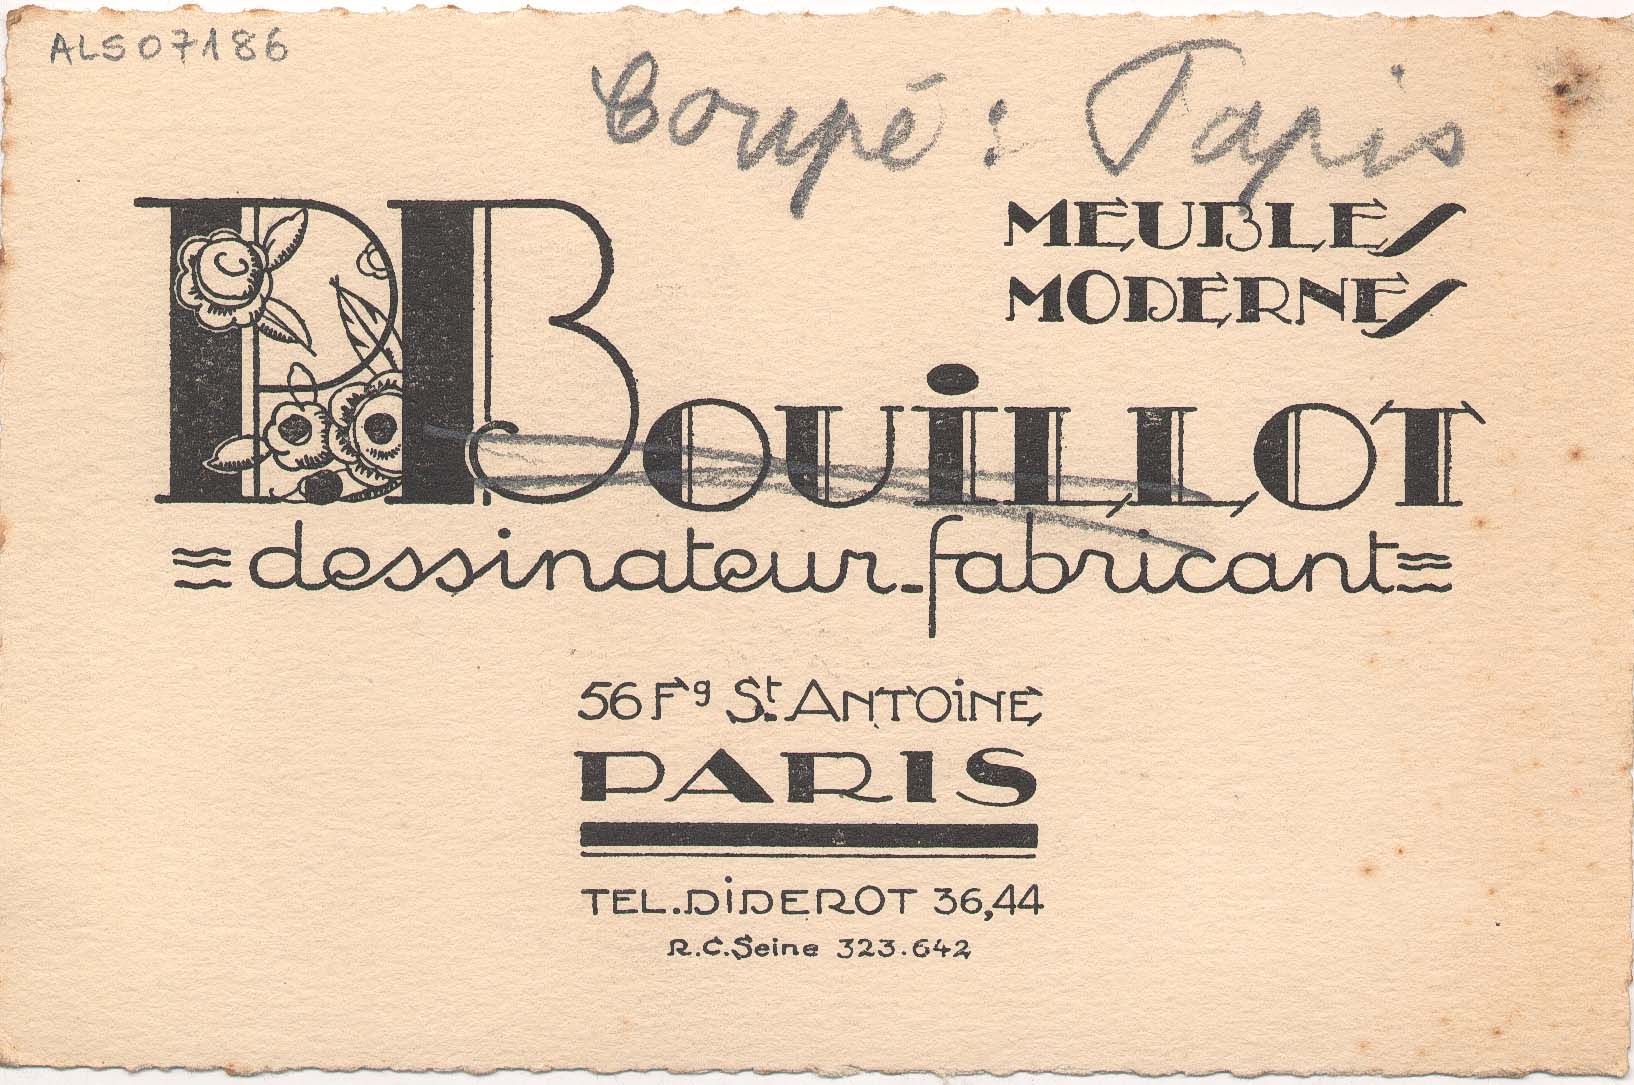 ALS07186
Coupé : Tapis
MEUBLES
MODERNES
P. BOUiLLOT
dessinateur-fabricant
56 Fg St. ANTOiNE
PARIS
TEL. DiDEROT 36,44
R.C. Seine 323.642